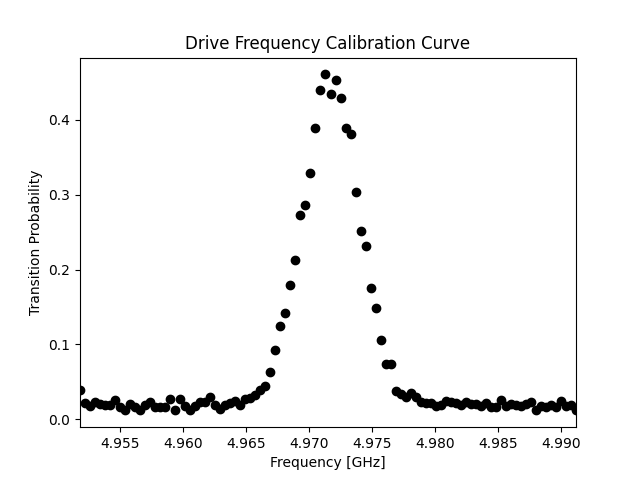 Drive Frequency Calibration Curve
Transition Probability
0.4
0.3
0.2
0.1
0.0
4.955 4.960 4.965 4.970 4.975 4.980 4.985 4.990
Frequency [GHz]